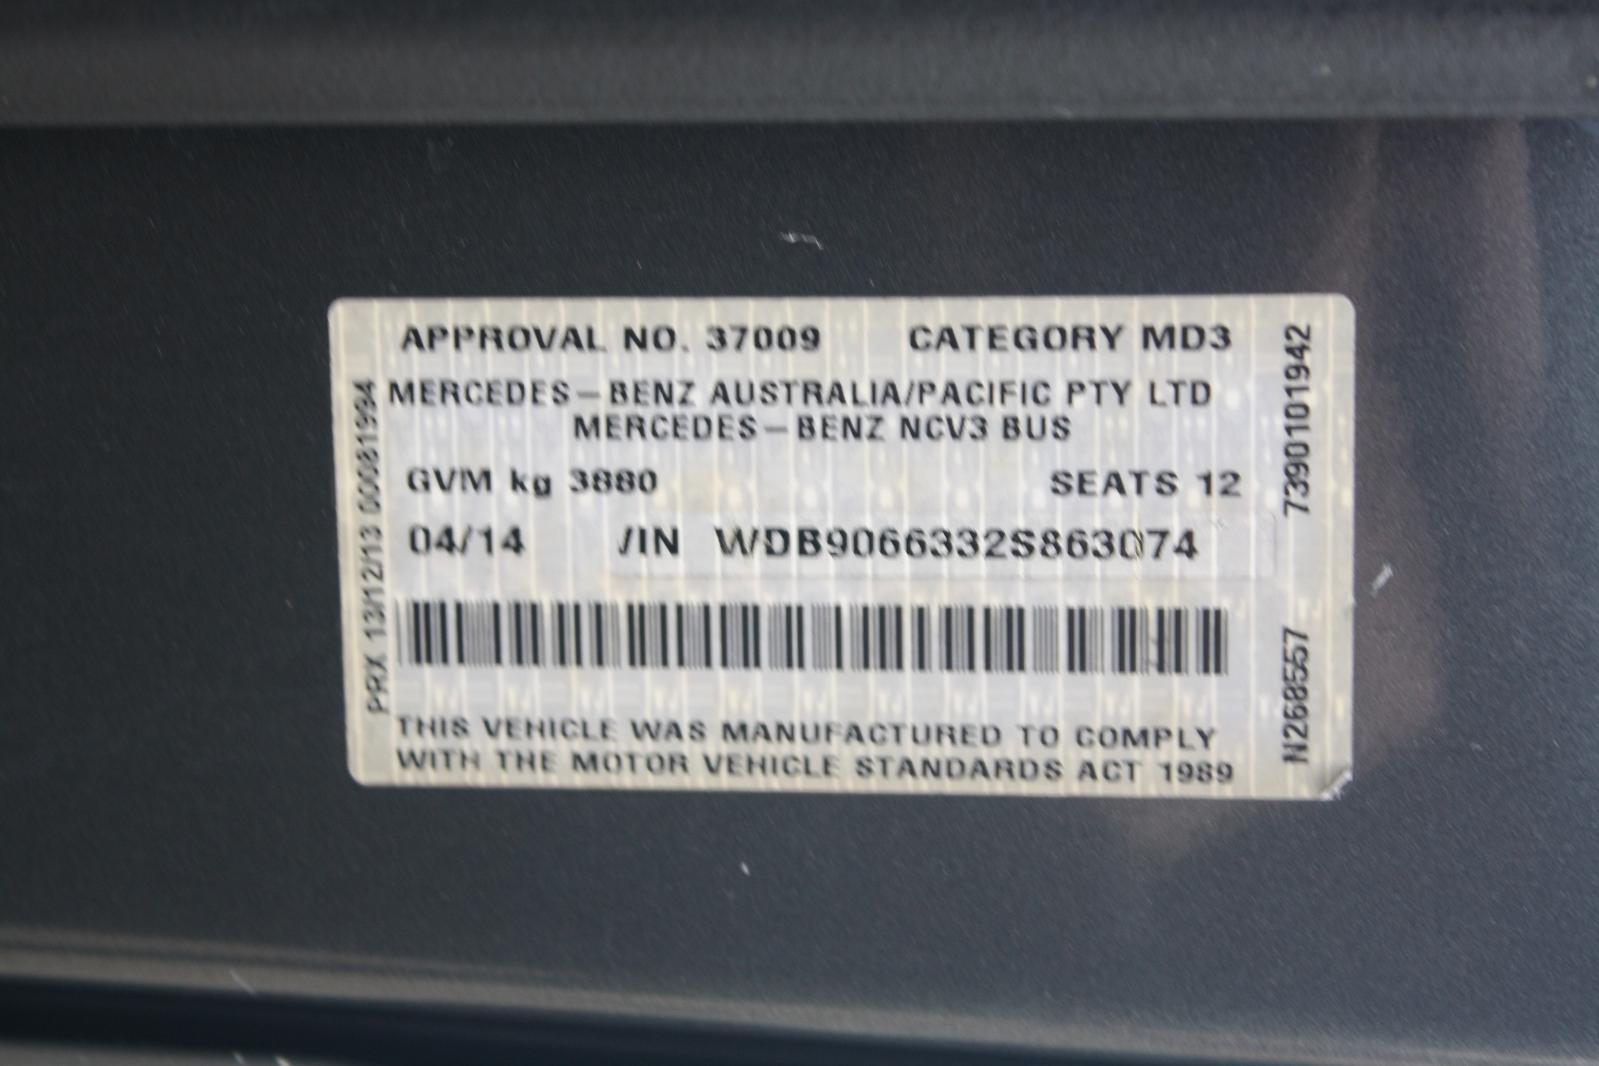 APPROVAL NO. 37009 CATEGORY MD3
MERCEDES-BENZ AUSTRALIA/PACIFIC PTY LTD
MERCEDES-BENZ NCV3 BUS
GVM kg 3880 SEATS 12
04/14 /IN WDB9066332S863074
THIS VEHICLE WAS MANUFACTURED TO COMPLY
WITH THE MOTOR VEHICLE STANDARDS ACT 1989
PRX 13/12/13 00081994
7390101942
N268557